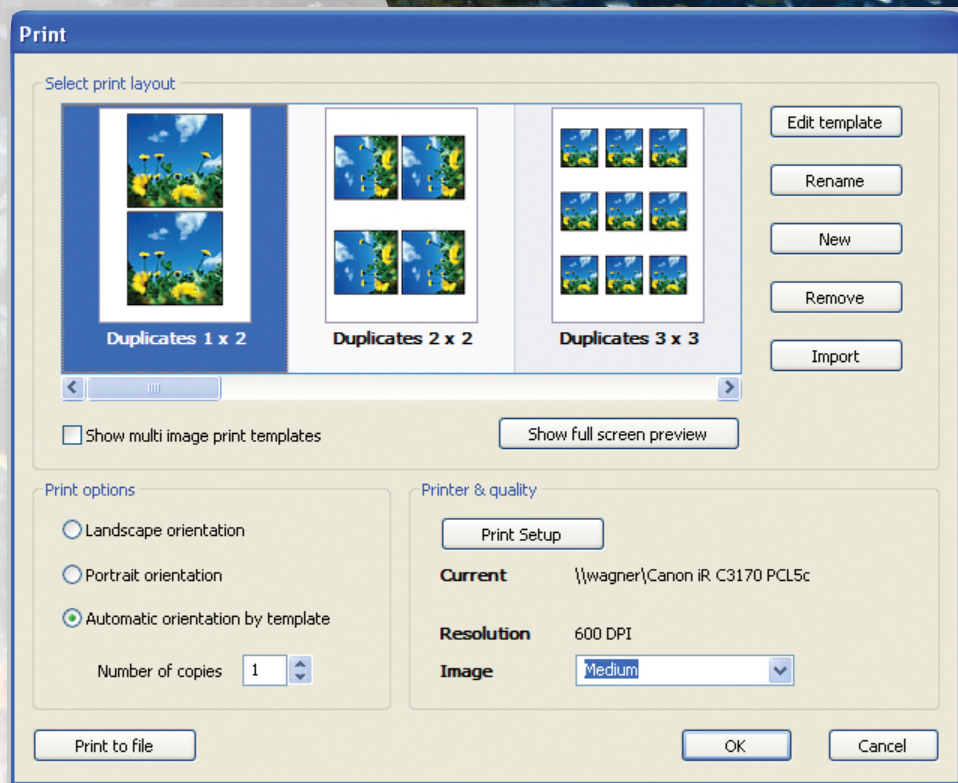 Print
Select print layout
Duplicates 1 x 2
Duplicates 2 x 2
Duplicates 3 x 3
Edit template
Rename
New
Remove
Import
Show multi image print templates
Show full screen preview
Print options
Landscape orientation
Portrait orientation
Automatic orientation by template
Number of copies 1
Printer & quality
Print Setup
Current \\wagner\Canon iR C3170 PCL5c
Resolution 600 DPI
Image Medium
Print to file
OK
Cancel